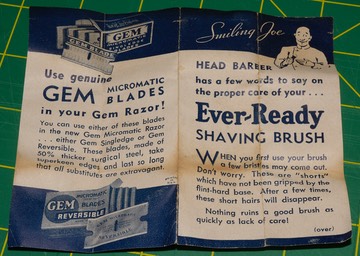 GEM
GEM BLADES
Use genuine
GEM MICROMATIC BLADES
in your Gem Razor!
You can use either of these blades
in the new Gem Micromatic Razor
. . . either Gem Singledge or Gem
Reversible. These blades, made of
50% thicker surgical steel, take
superkeen edges and last so long
that all substitutes are extravagant.
GEM
MICROMATIC
BLADES
REVERSIBLE
Smiling Joe
HEAD BARBER
has a few words to say on
the proper care of your . . .
Ever-Ready
SHAVING BRUSH
WHEN you first use your brush
a few bristles may come out.
Don't worry. These are "shorts"
which have not been gripped by the
flint-hard base. After a few times,
these short hairs will disappear.
Nothing ruins a good brush as
quickly as lack of care!
(over)